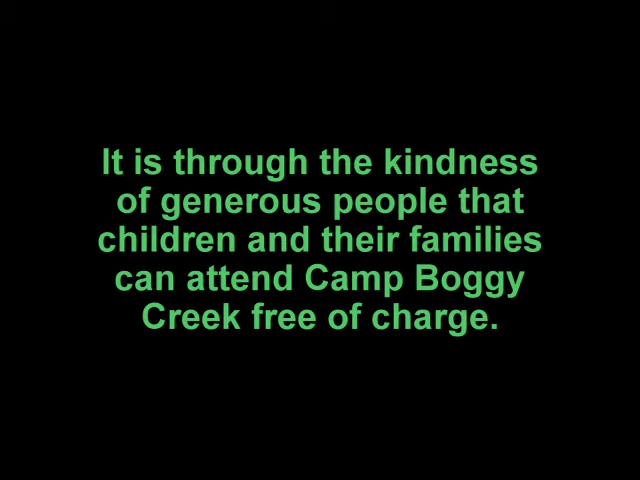 It is through the kindness
of generous people that
children and their families
can attend Camp Boggy
Creek free of charge.